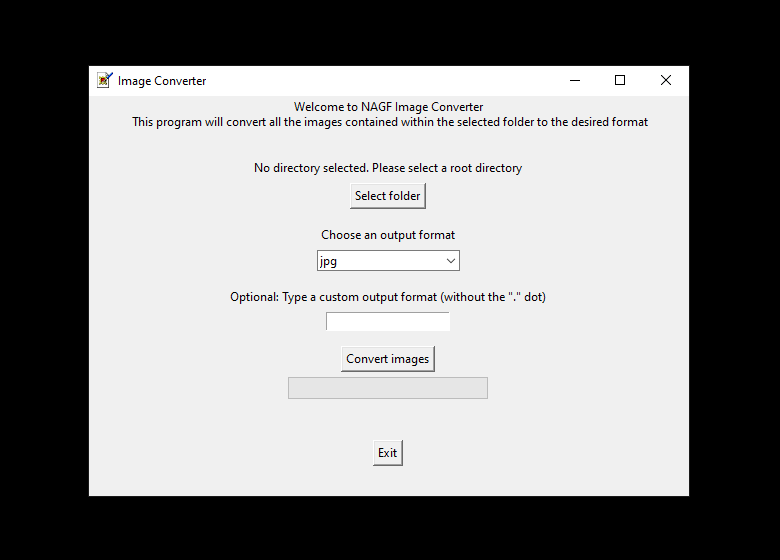 Image Converter
Welcome to NAGF Image Converter
This program will convert all the images contained within the selected folder to the desired format
No directory selected. Please select a root directory
Select folder
Choose an output format
jpg
Optional: Type a custom output format (without the "." dot)
Convert images
Exit